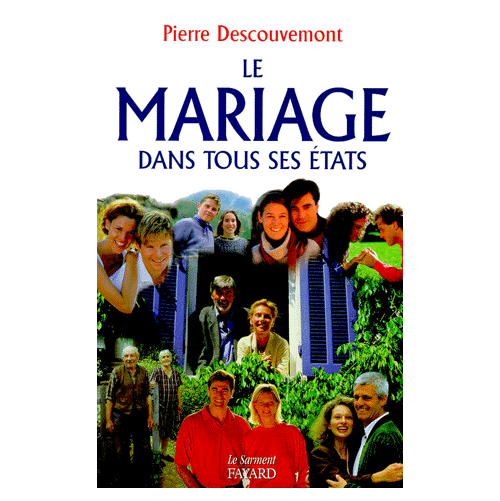 Pierre Descouvemont
LE
MARIAGE
DANS TOUS SES ÉTATS
Le Sarment
FAYARD